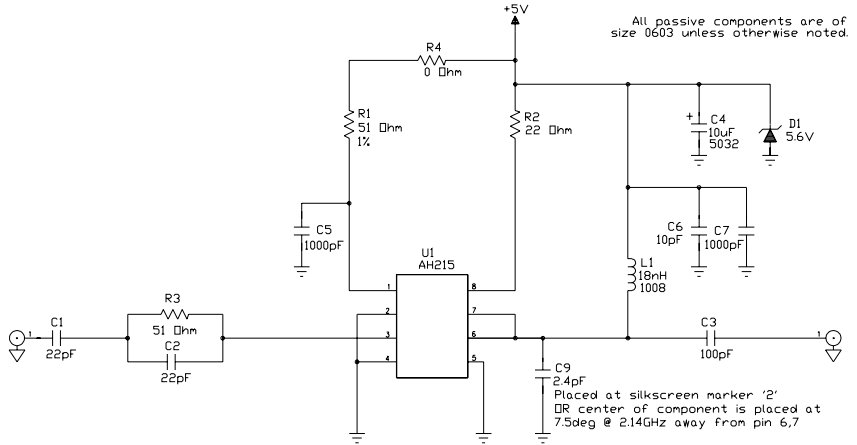 +5V
All passive components are of
size 0603 unless otherwise noted.
R4
0 Ohm
R1
51 Ohm
1%
R2
22 Ohm
+
C4
10uF
5032
D1
5.6V
C5
1000pF
C6
10pF
C7
1000pF
U1
AH215
L1
18nH
1008
1
8
2
7
3
6
4
5
R3
51 Ohm
C1
22pF
1
C2
22pF
C3
100pF
1
C9
2.4pF
Placed at silkscreen marker '2'
OR center of component is placed at
7.5deg @ 2.14GHz away from pin 6,7